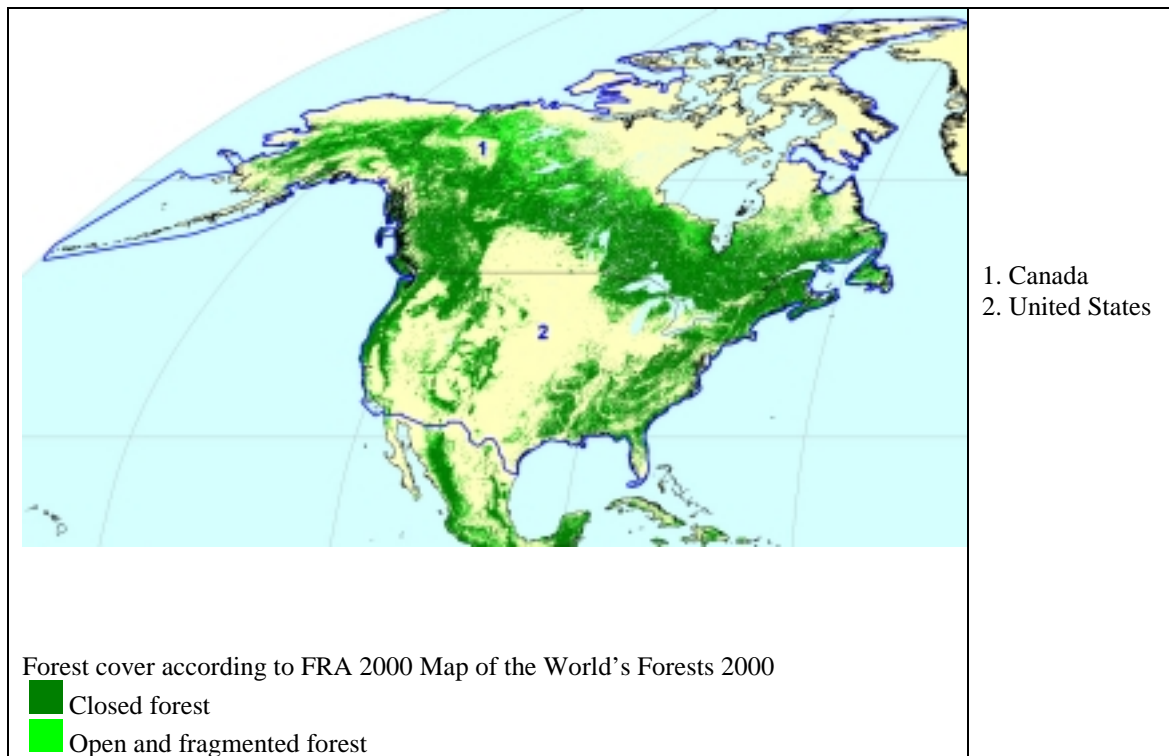 1
2
1. Canada
2. United States
Forest cover according to FRA 2000 Map of the World's Forests 2000
Closed forest
Open and fragmented forest